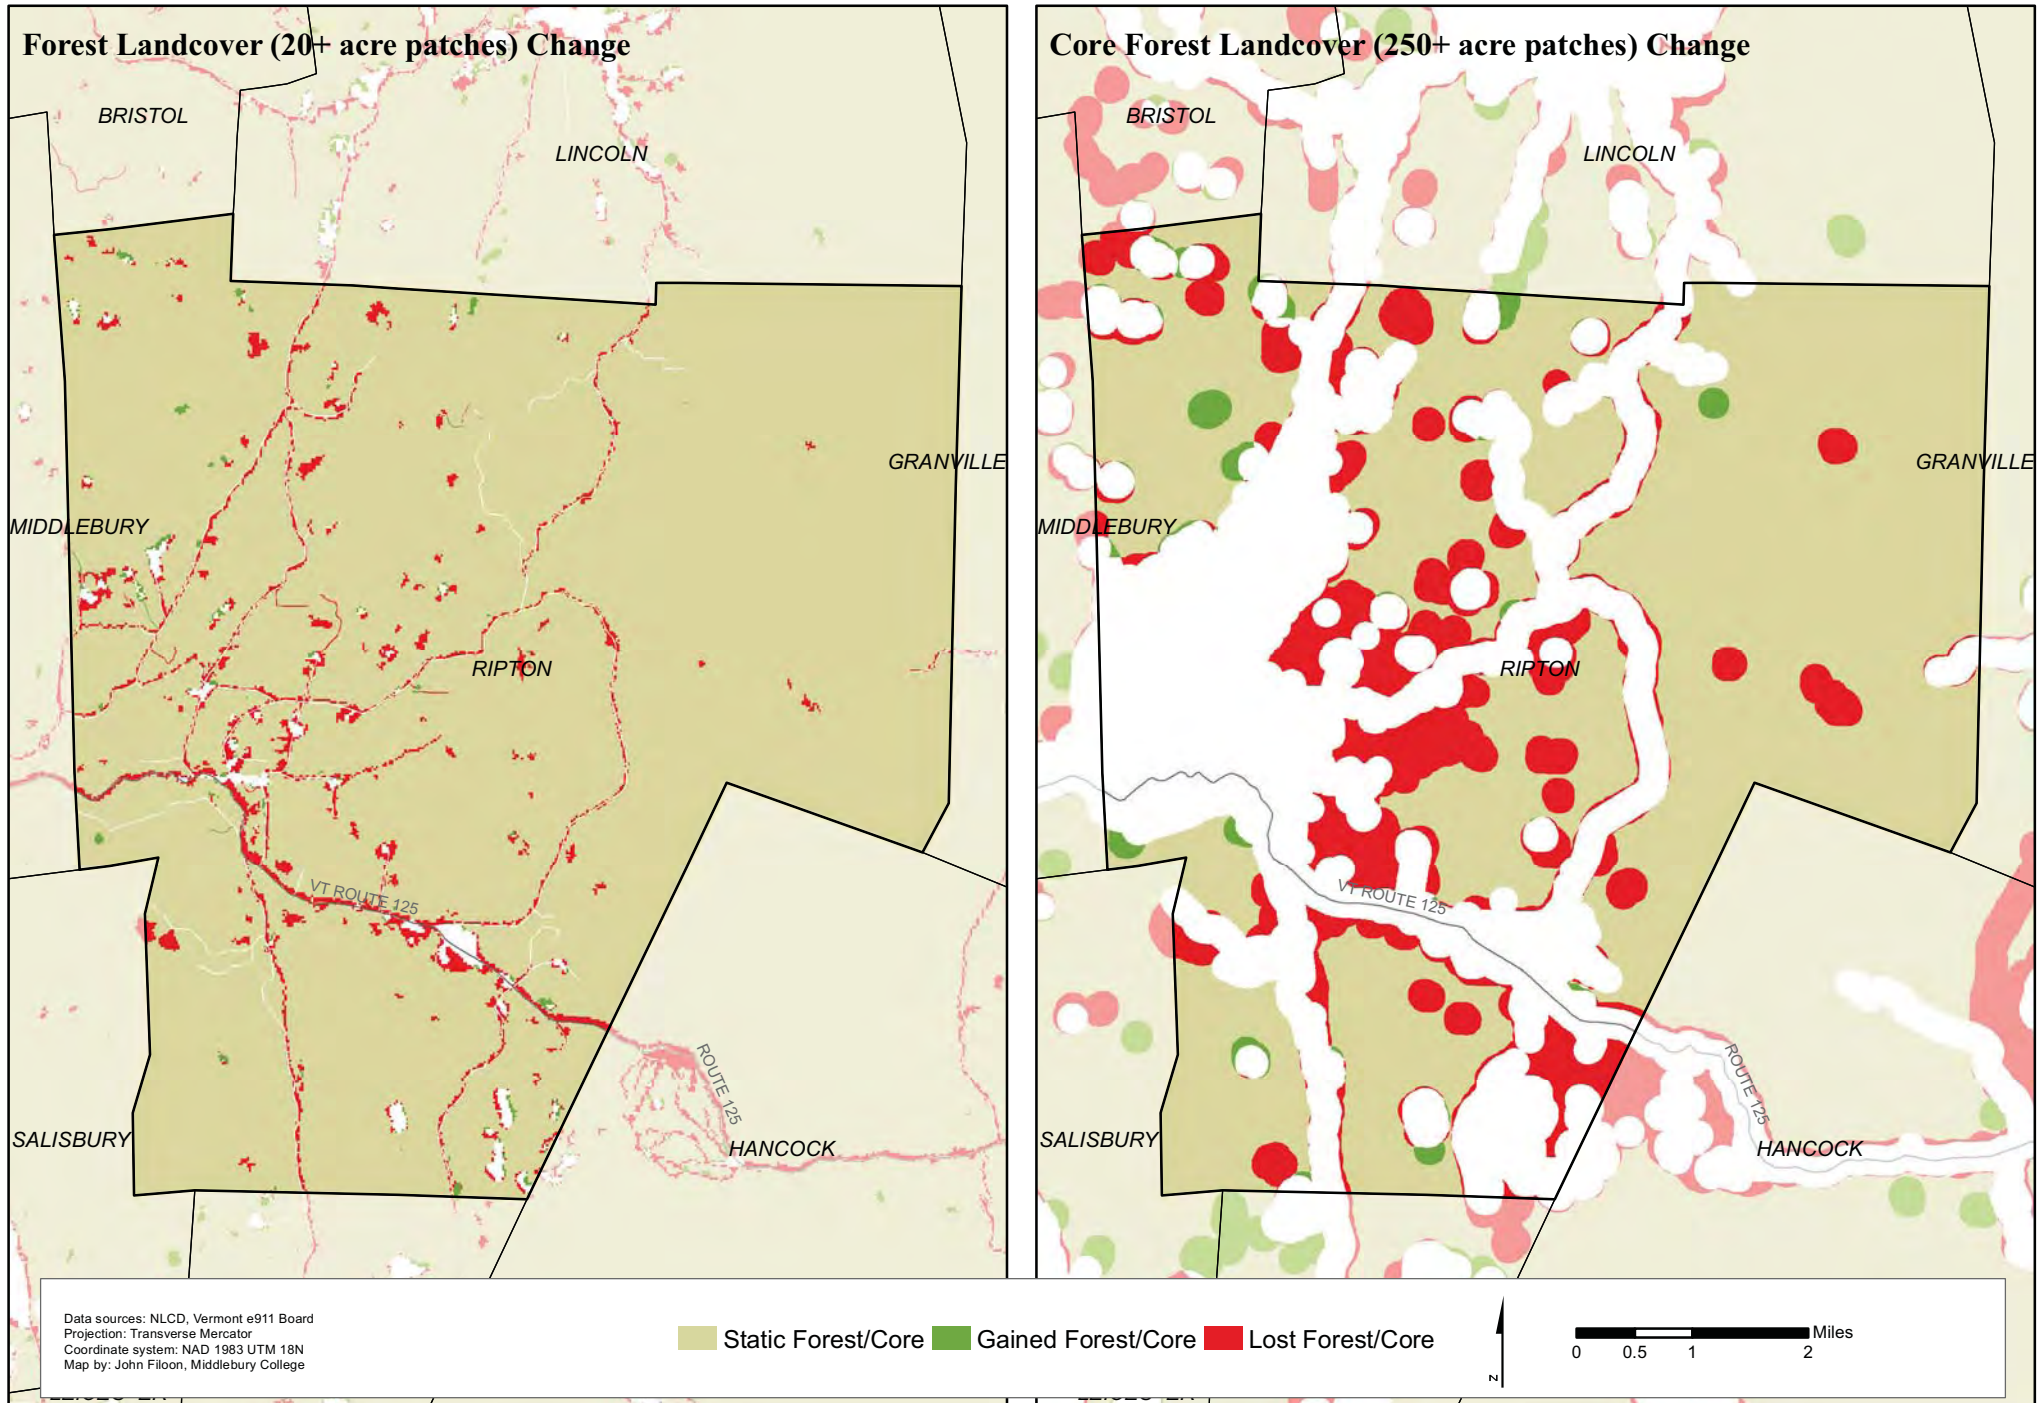 Forest Landcover (20+ acre patches) Change
BRISTOL
LINCOLN
GRANVILLE
MIDDLEBURY
RIPTON
VT ROUTE 125
ROUTE 125
SALISBURY
HANCOCK
Core Forest Landcover (250+ acre patches) Change
BRISTOL
LINCOLN
GRANVILLE
MIDDLEBURY
RIPTON
VT ROUTE 125
ROUTE 125
SALISBURY
HANCOCK
Data sources: NLCD, Vermont e911 Board
Projection: Transverse Mercator
Coordinate system: NAD 1983 UTM 18N
Map by: John Filoon, Middlebury College
Static Forest/Core
Gained Forest/Core
Lost Forest/Core
N
Miles
0 0.5 1 2